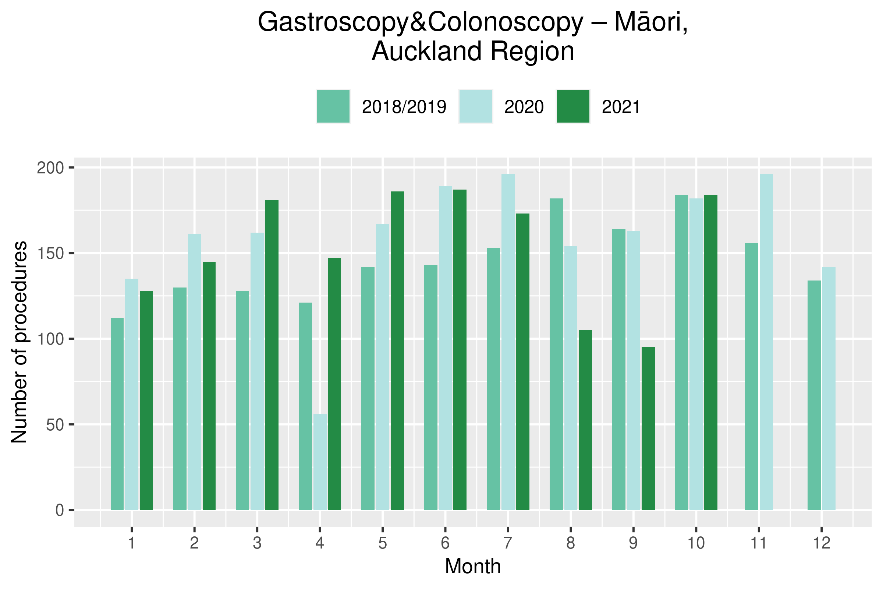 Gastroscopy&Colonoscopy – Māori,
Auckland Region
2018/2019 2020 2021
Number of procedures
200
150
100
50
0
1 2 3 4 5 6 7 8 9 10 11 12
Month